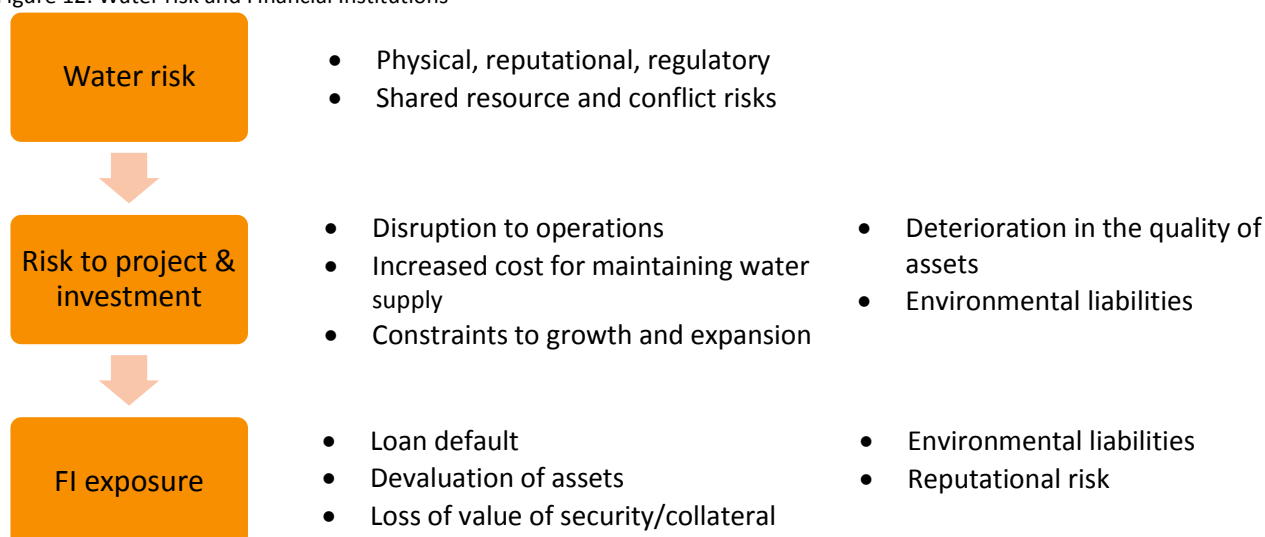 Figure 12: Water risk and Financial Institutions
Water risk
• Physical, reputational, regulatory
• Shared resource and conflict risks
Risk to project &
investment
• Disruption to operations
• Increased cost for maintaining water
supply
• Constraints to growth and expansion
• Deterioration in the quality of
assets
• Environmental liabilities
FI exposure
• Loan default
• Devaluation of assets
• Loss of value of security/collateral
• Environmental liabilities
• Reputational risk